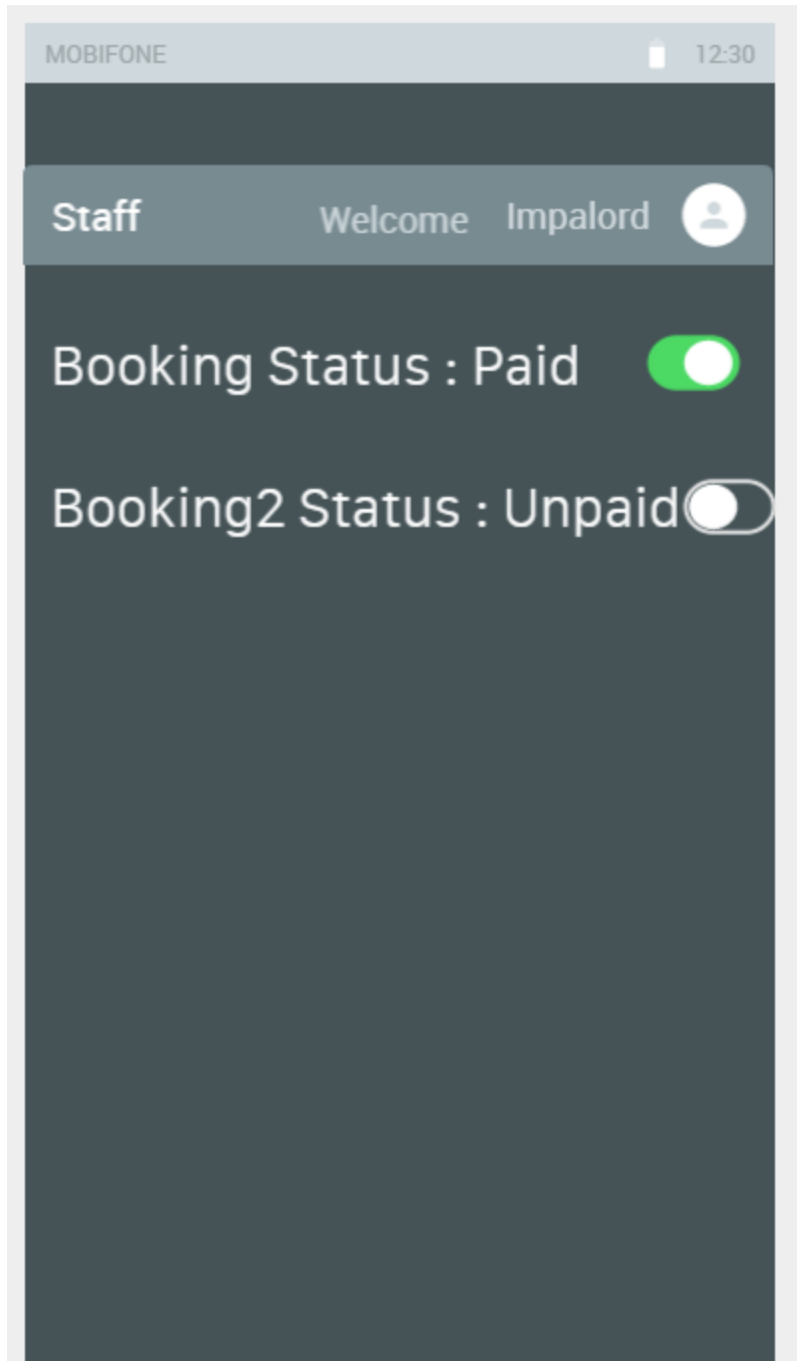 MOBIFONE 12:30
Staff Welcome Impalord
Booking Status : Paid
Booking2 Status : Unpaid